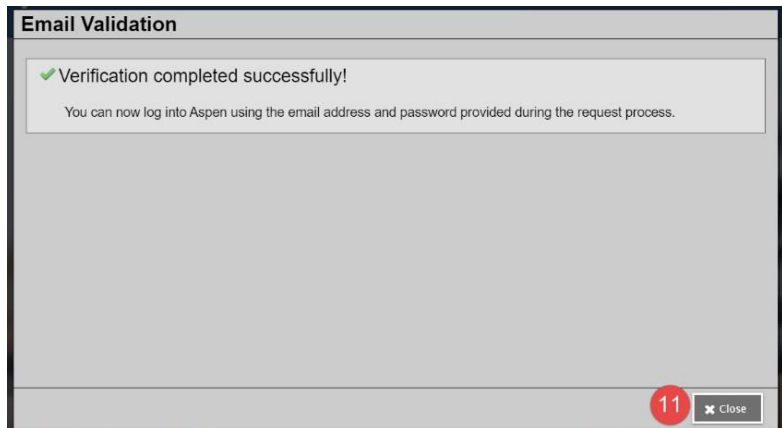 Email Validation
Verification completed successfully!
You can now log into Aspen using the email address and password provided during the request process.
11
Close